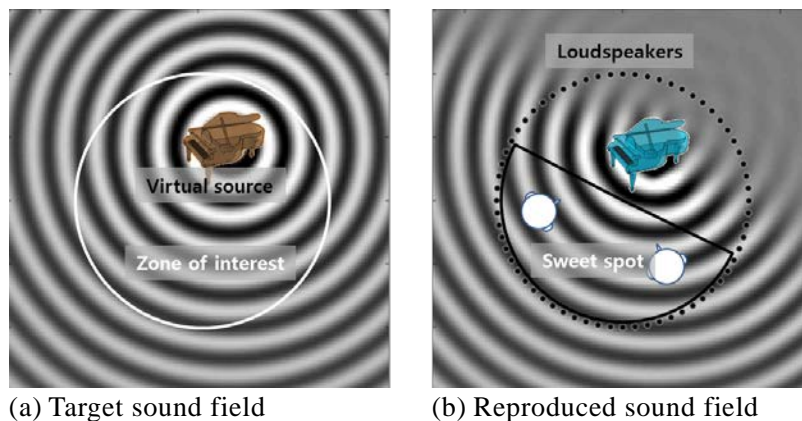 Virtual source
Zone of interest
Loudspeakers
Sweet spot
(a) Target sound field
(b) Reproduced sound field